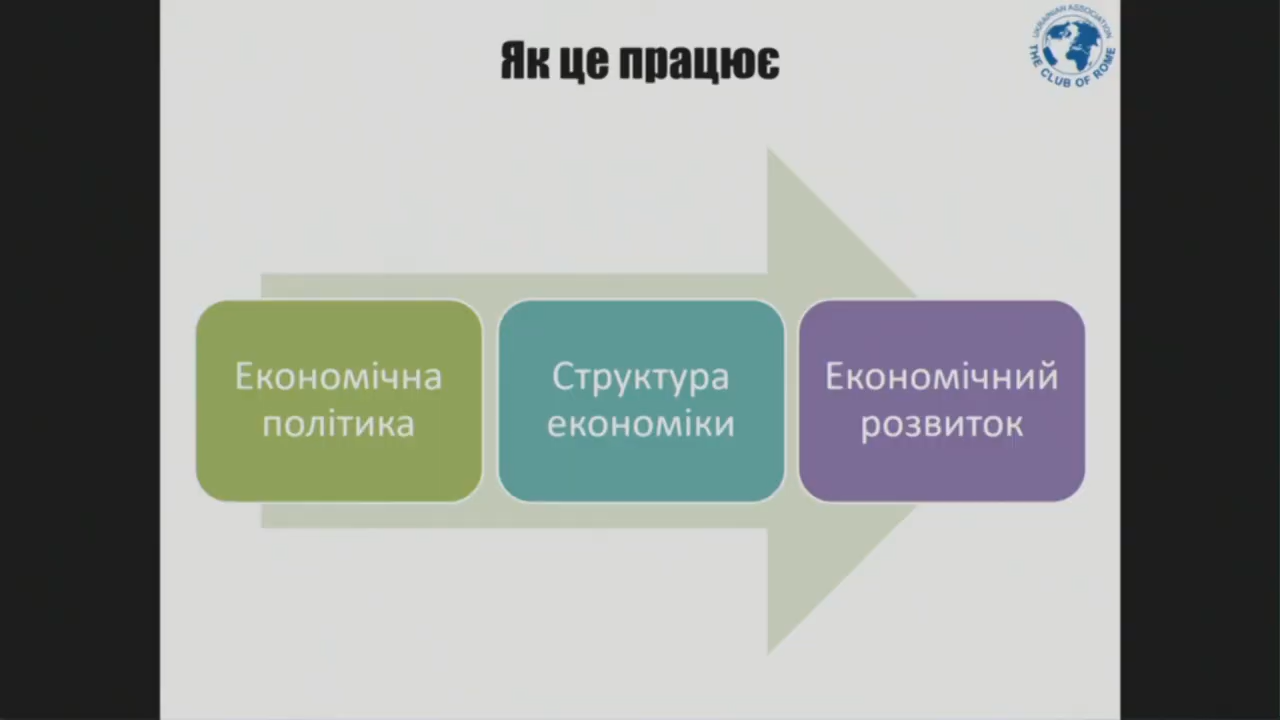 Як це працює
UKRAINIAN ASSOCIATION
THE CLUB OF ROME
Економічна
політика
Структура
економіки
Економічний
розвиток